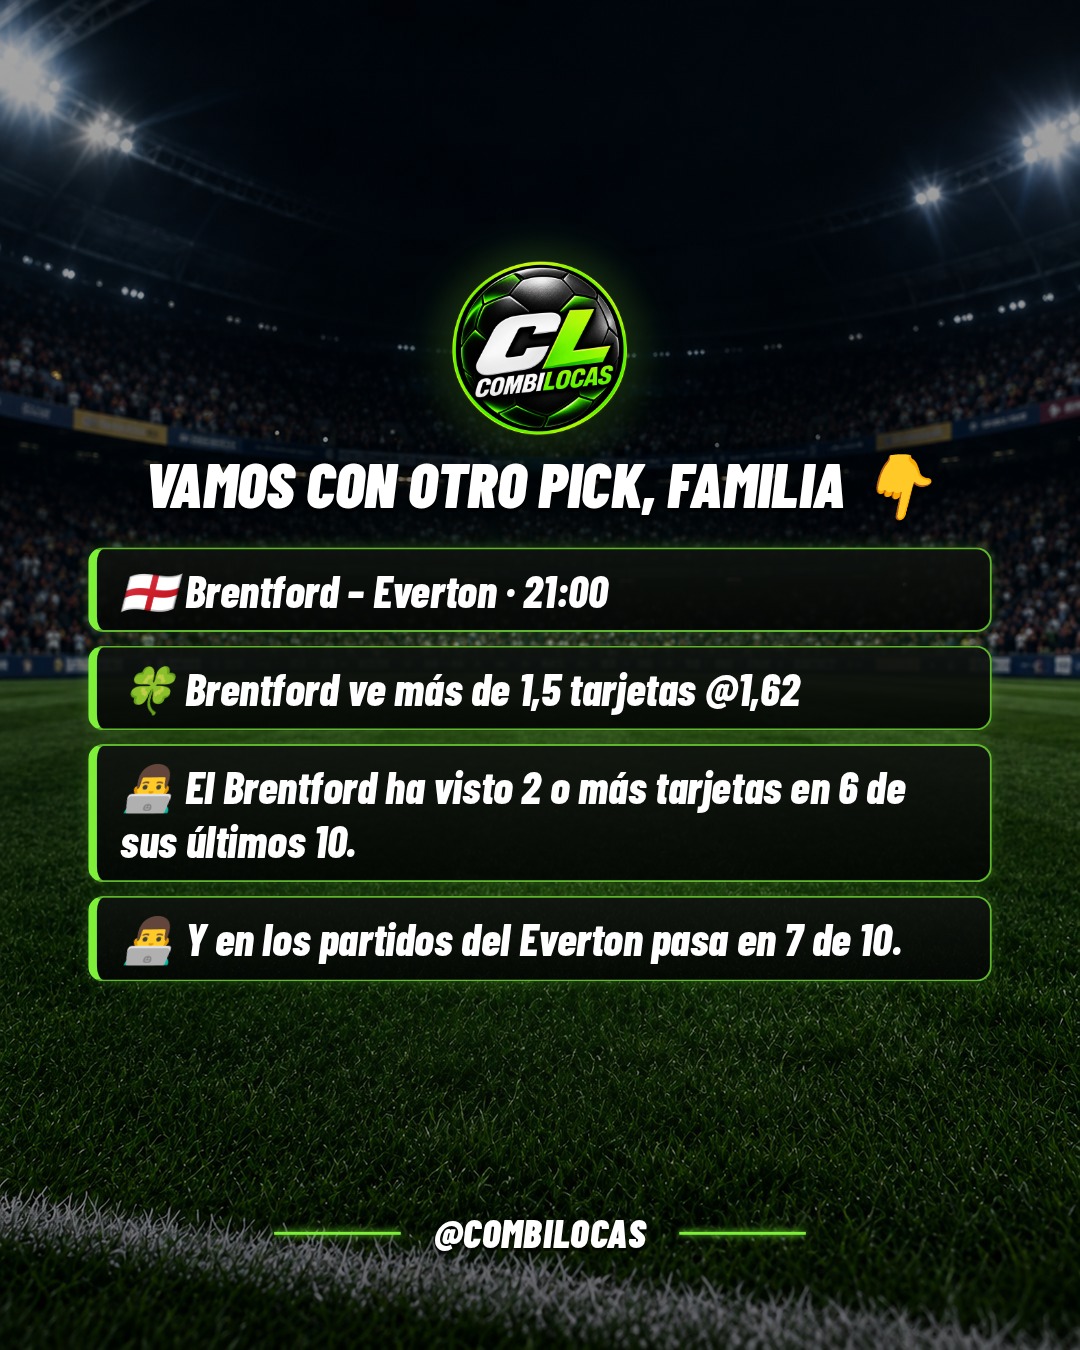 CL
COMBILOCAS
VAMOS CON OTRO PICK, FAMILIA 👇
🏴󠁧󠁢󠁥󠁮󠁧󠁿 Brentford – Everton · 21:00
🍀 Brentford ve más de 1,5 tarjetas @1,62
👨‍💻 El Brentford ha visto 2 o más tarjetas en 6 de
sus últimos 10.
👨‍💻 Y en los partidos del Everton pasa en 7 de 10.
@COMBILOCAS